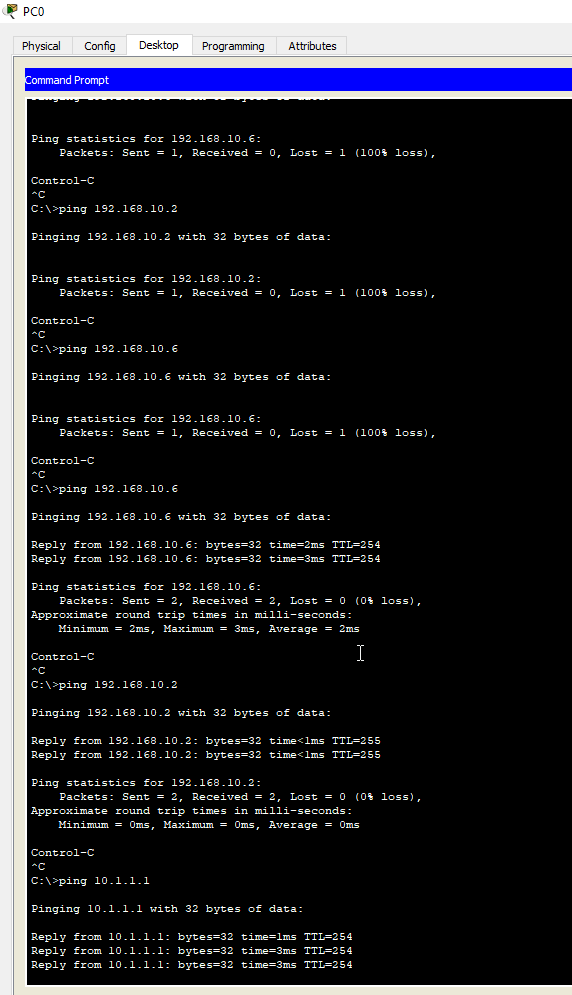 PC0
Physical Config Desktop Programming Attributes
Command Prompt
Ping statistics for 192.168.10.6:
Packets: Sent = 1, Received = 0, Lost = 1 (100% loss),
Control-C
^C
C:\>ping 192.168.10.2
Pinging 192.168.10.2 with 32 bytes of data:
Ping statistics for 192.168.10.2:
Packets: Sent = 1, Received = 0, Lost = 1 (100% loss),
Control-C
^C
C:\>ping 192.168.10.6
Pinging 192.168.10.6 with 32 bytes of data:
Ping statistics for 192.168.10.6:
Packets: Sent = 1, Received = 0, Lost = 1 (100% loss),
Control-C
^C
C:\>ping 192.168.10.6
Pinging 192.168.10.6 with 32 bytes of data:
Reply from 192.168.10.6: bytes=32 time=2ms TTL=254
Reply from 192.168.10.6: bytes=32 time=3ms TTL=254
Ping statistics for 192.168.10.6:
Packets: Sent = 2, Received = 2, Lost = 0 (0% loss),
Approximate round trip times in milli-seconds:
Minimum = 2ms, Maximum = 3ms, Average = 2ms
Control-C
^C
C:\>ping 192.168.10.2
Pinging 192.168.10.2 with 32 bytes of data:
Reply from 192.168.10.2: bytes=32 time<1ms TTL=255
Reply from 192.168.10.2: bytes=32 time<1ms TTL=255
Ping statistics for 192.168.10.2:
Packets: Sent = 2, Received = 2, Lost = 0 (0% loss),
Approximate round trip times in milli-seconds:
Minimum = 0ms, Maximum = 0ms, Average = 0ms
Control-C
^C
C:\>ping 10.1.1.1
Pinging 10.1.1.1 with 32 bytes of data:
Reply from 10.1.1.1: bytes=32 time=1ms TTL=254
Reply from 10.1.1.1: bytes=32 time=3ms TTL=254
Reply from 10.1.1.1: bytes=32 time=3ms TTL=254